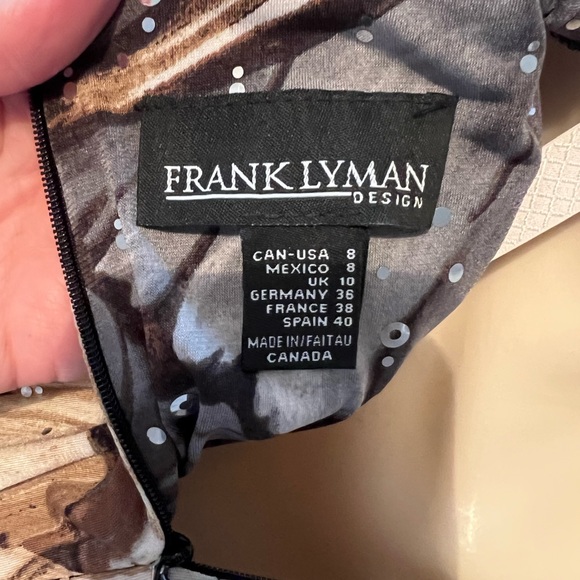 FRANK LYMAN
DESIGN
CAN-USA 8
MEXICO 8
UK 10
GERMANY 36
FRANCE 38
SPAIN 40
MADE IN/FAIT AU
CANADA